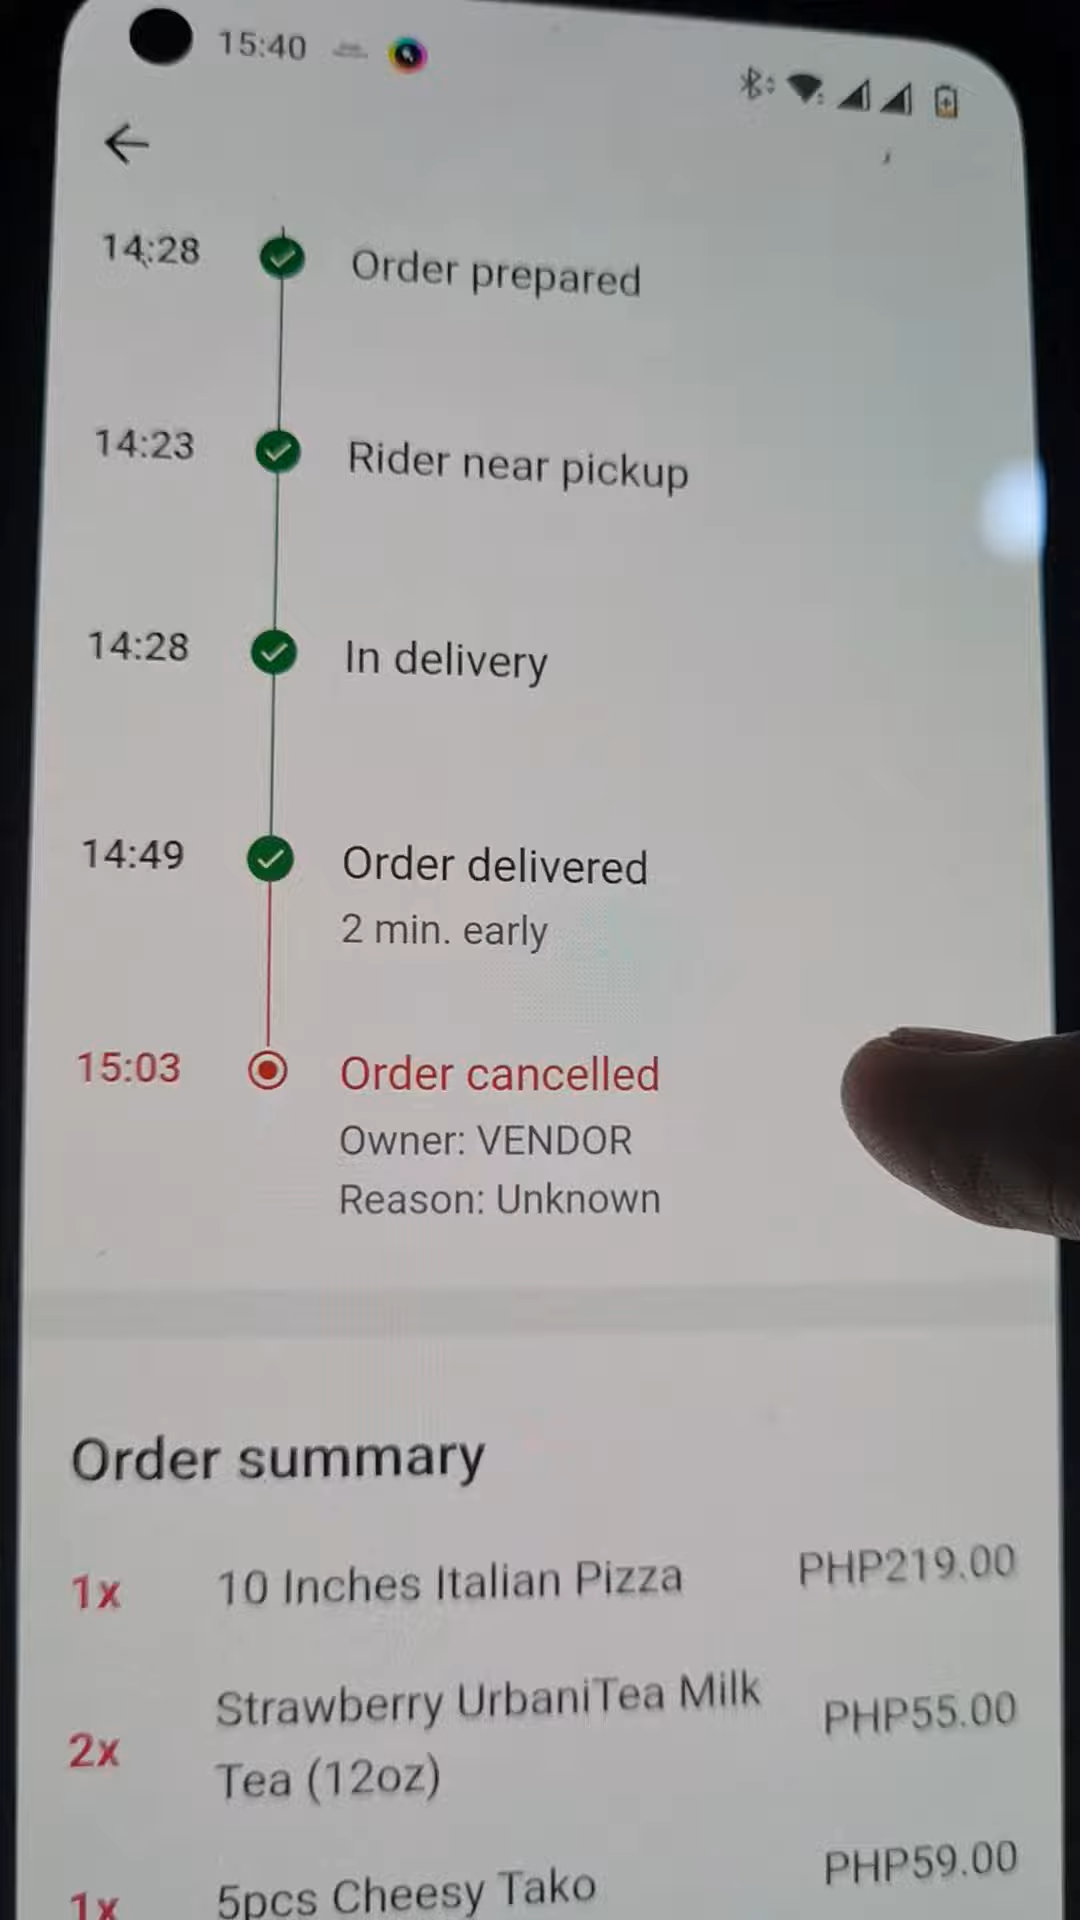 15:40
14:28 Order prepared
14:23 Rider near pickup
14:28 In delivery
14:49 Order delivered
2 min. early
15:03 Order cancelled
Owner: VENDOR
Reason: Unknown
Order summary
1x 10 Inches Italian Pizza PHP219.00
2x Strawberry UrbaniTea Milk Tea (12oz) PHP55.00
1x 5pcs Cheesy Tako PHP59.00